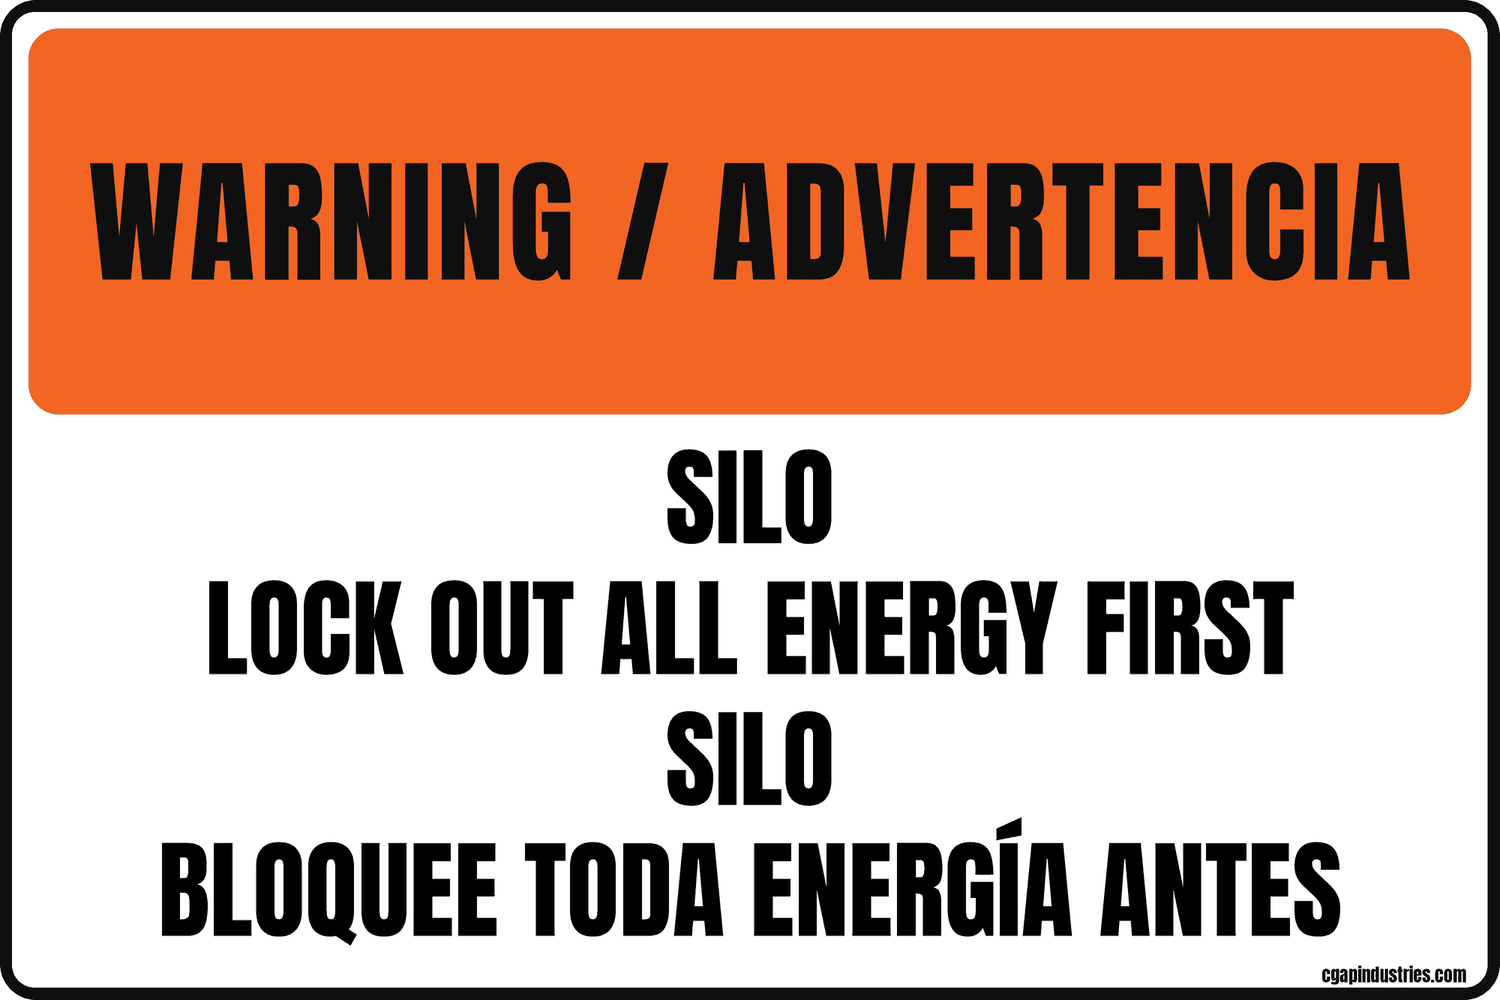 WARNING / ADVERTENCIA
SILO
LOCK OUT ALL ENERGY FIRST
SILO
BLOQUEE TODA ENERGÍA ANTES
cgapindustries.com